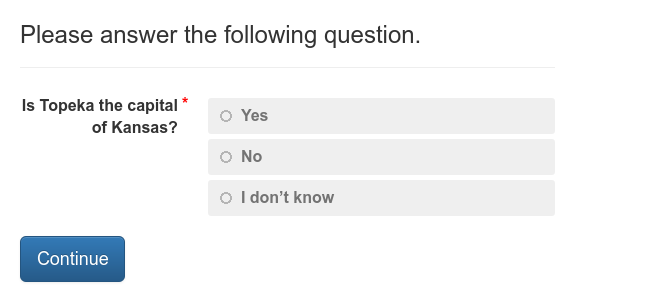 Please answer the following question.
Is Topeka the capital *
of Kansas?
Yes
No
I don’t know
Continue